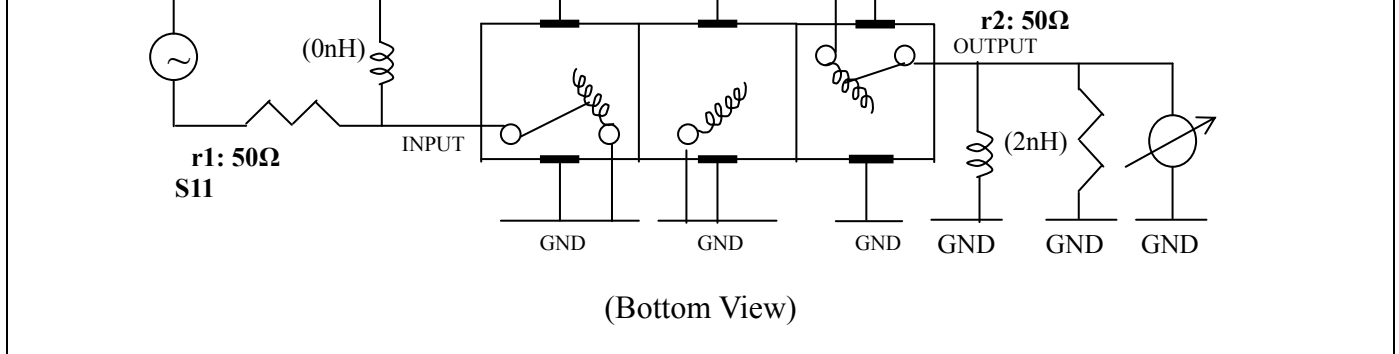 r2: 50Ω
OUTPUT
(0nH)
~
INPUT
(2nH)
r1: 50Ω
S11
GND
GND
GND
GND
GND
GND
(Bottom View)